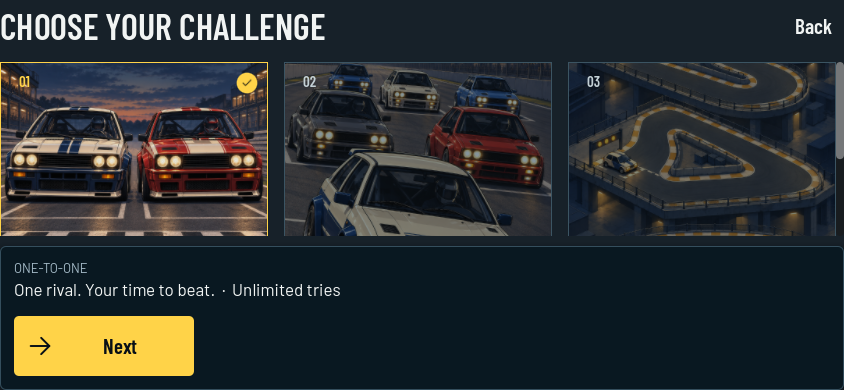 CHOOSE YOUR CHALLENGE
Back
01
02
03
ONE-TO-ONE
One rival. Your time to beat. · Unlimited tries
Next